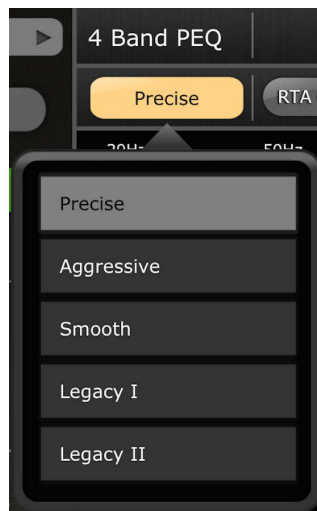 4 Band PEQ
Precise
RTA
20Hz
50Hz
Precise
Aggressive
Smooth
Legacy I
Legacy II